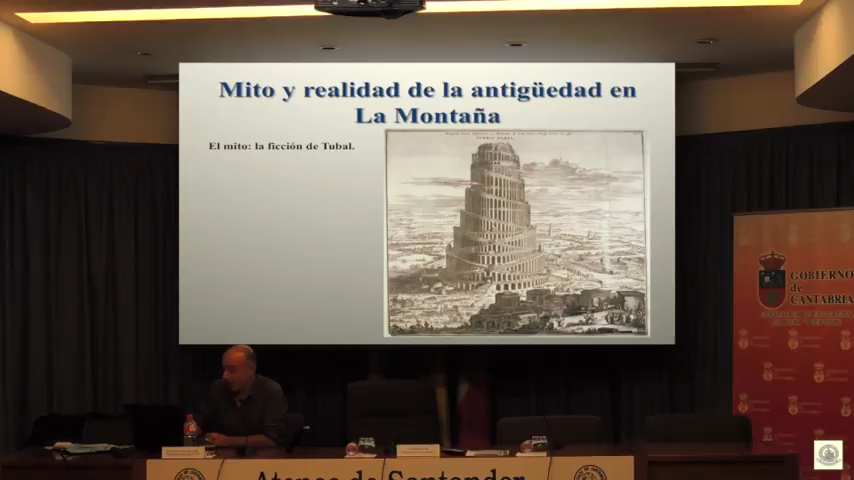 Mito y realidad de la antigüedad en
La Montaña
El mito: la ficción de Tubal.
GOBIERNO
de
CANTABRIA
Ateneo de Santander